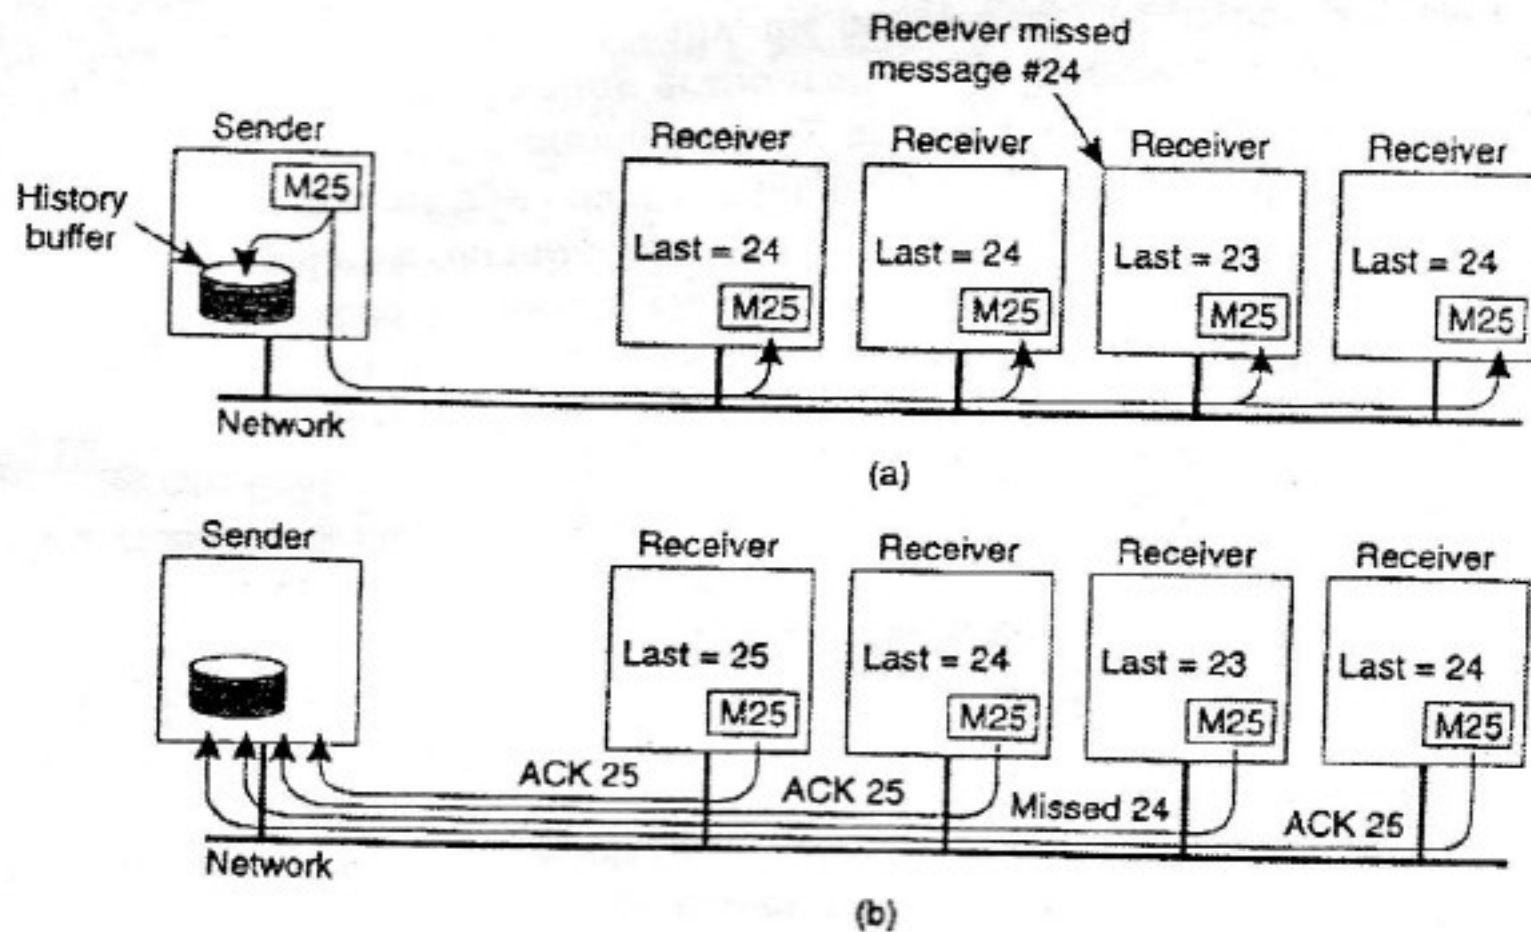 Receiver missed
message #24
Sender
Receiver
Receiver
Receiver
Receiver
M25
History
buffer
Last = 24
Last = 24
Last = 23
Last = 24
M25
M25
M25
M25
Network
(a)
Sender
Receiver
Receiver
Receiver
Receiver
Last = 25
Last = 24
Last = 23
Last = 24
M25
M25
M25
M25
ACK 25
ACK 25
Missed 24
ACK 25
Network
(b)